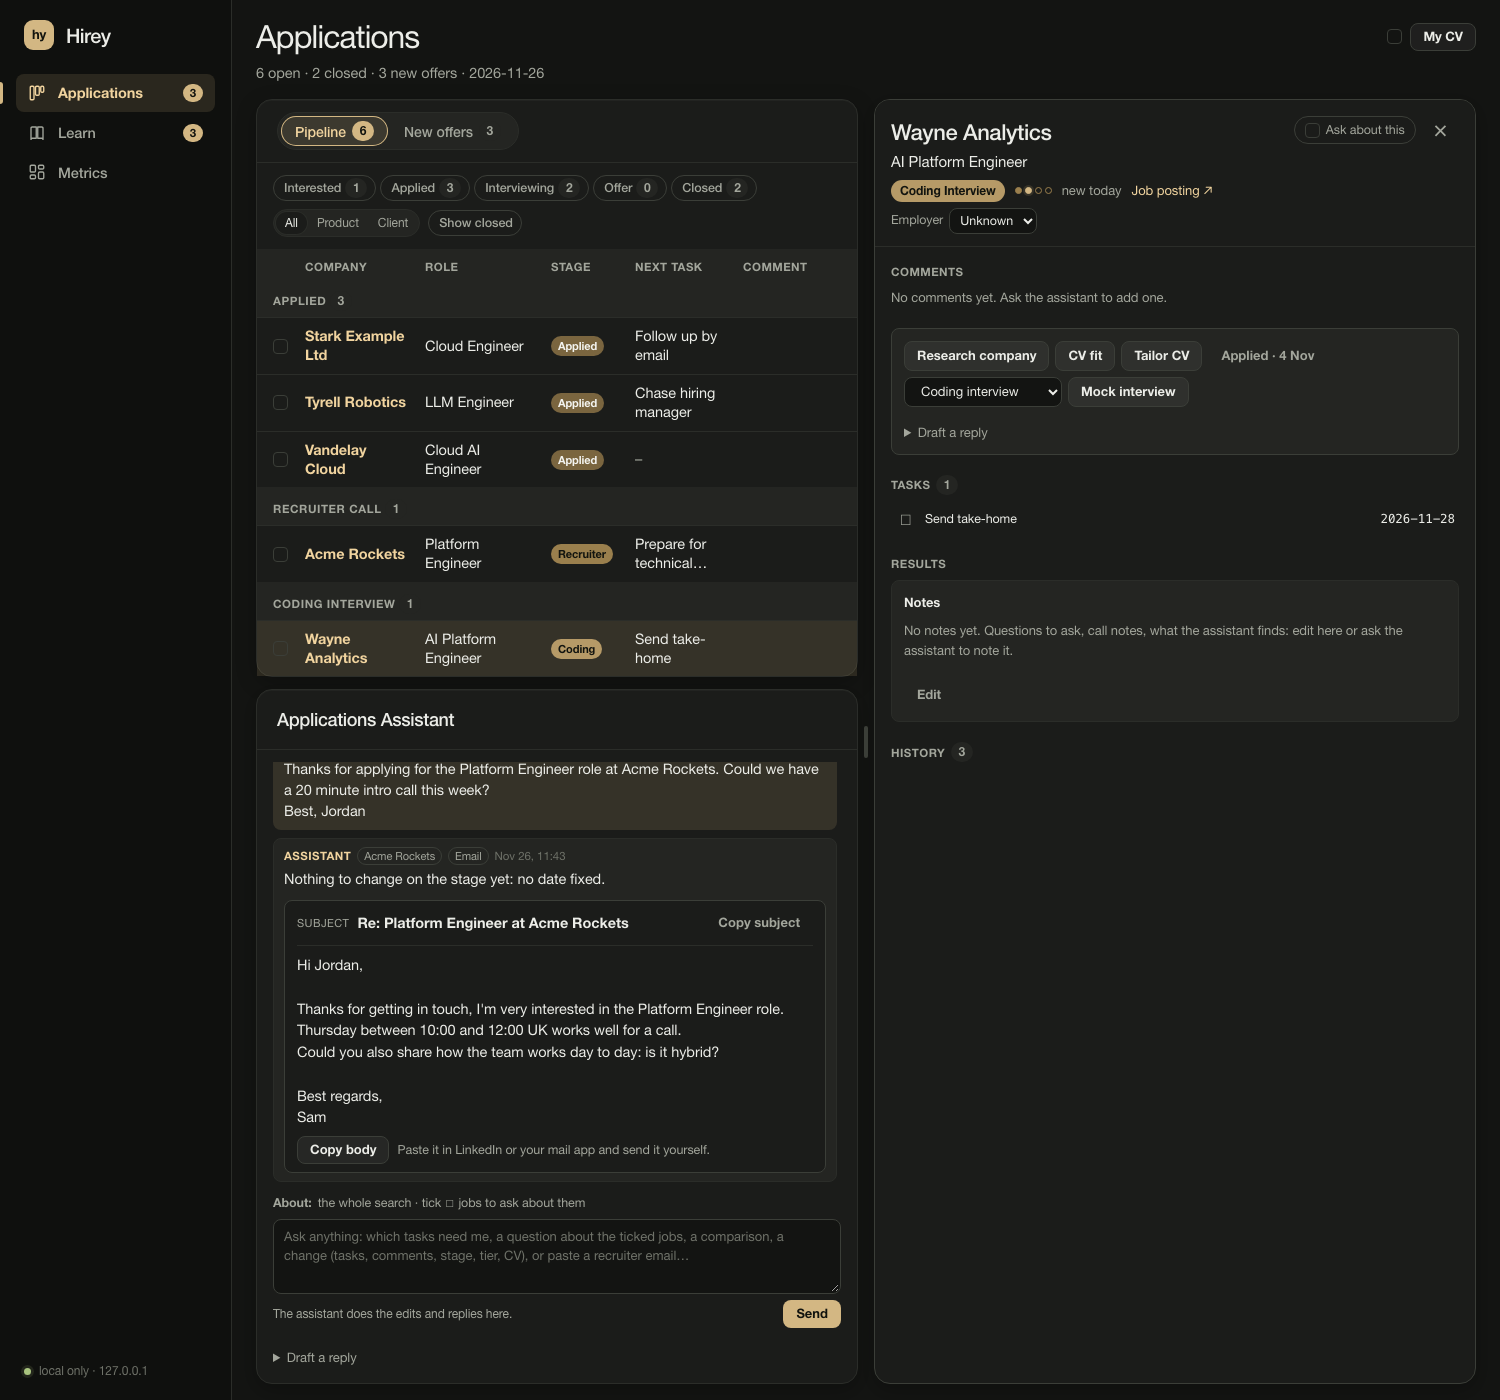 hy Hirey
Applications 3
Learn 3
Metrics
local only · 127.0.0.1
Applications
6 open · 2 closed · 3 new offers · 2026-11-26
My CV
Pipeline 6 New offers 3
Interested 1 Applied 3 Interviewing 2 Offer 0 Closed 2
All Product Client Show closed
COMPANY ROLE STAGE NEXT TASK COMMENT
APPLIED 3
Stark Example Ltd
Cloud Engineer
Applied
Follow up by email
Tyrell Robotics
LLM Engineer
Applied
Chase hiring manager
Vandelay Cloud
Cloud AI Engineer
Applied
–
RECRUITER CALL 1
Acme Rockets
Platform Engineer
Recruiter
Prepare for technical…
CODING INTERVIEW 1
Wayne Analytics
AI Platform Engineer
Coding
Send take-home
Applications Assistant
Thanks for applying for the Platform Engineer role at Acme Rockets. Could we have
a 20 minute intro call this week?
Best, Jordan
ASSISTANT Acme Rockets Email Nov 26, 11:43
Nothing to change on the stage yet: no date fixed.
SUBJECT Re: Platform Engineer at Acme Rockets Copy subject
Hi Jordan,
Thanks for getting in touch, I'm very interested in the Platform Engineer role.
Thursday between 10:00 and 12:00 UK works well for a call.
Could you also share how the team works day to day: is it hybrid?
Best regards,
Sam
Copy body Paste it in LinkedIn or your mail app and send it yourself.
About: the whole search · tick □ jobs to ask about them
Ask anything: which tasks need me, a question about the ticked jobs, a comparison, a
change (tasks, comments, stage, tier, CV), or paste a recruiter email…
The assistant does the edits and replies here.
Send
▶ Draft a reply
Wayne Analytics
Ask about this ✕
AI Platform Engineer
Coding Interview new today Job posting ↗
Employer Unknown
COMMENTS
No comments yet. Ask the assistant to add one.
Research company CV fit Tailor CV Applied · 4 Nov
Coding interview Mock interview
▶ Draft a reply
TASKS 1
□ Send take-home 2026-11-28
RESULTS
Notes
No notes yet. Questions to ask, call notes, what the assistant finds: edit here or ask the
assistant to note it.
Edit
HISTORY 3